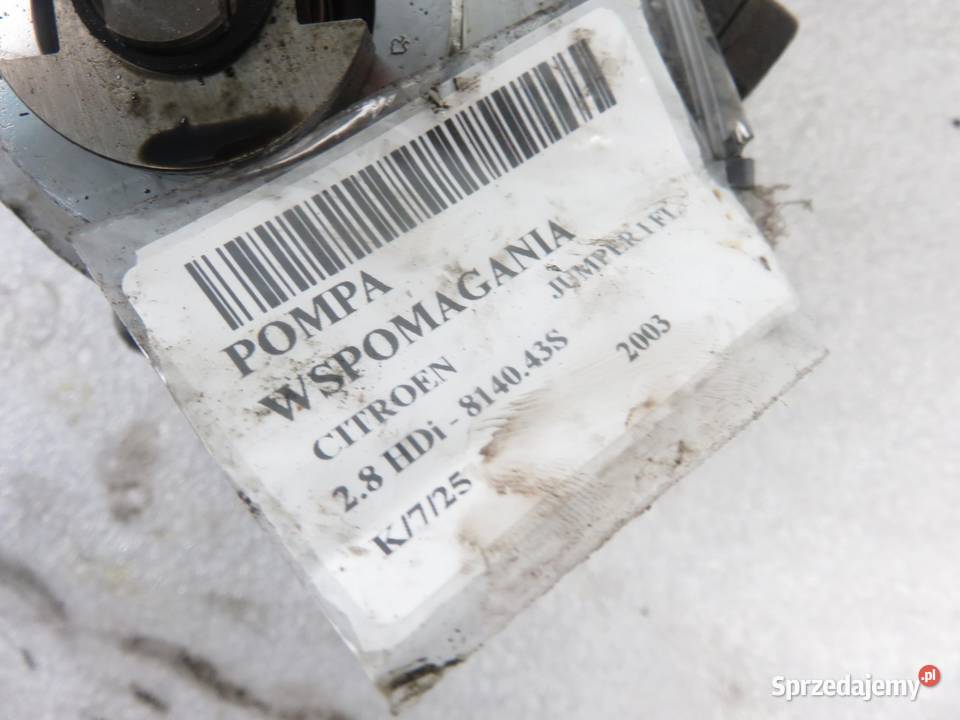 POMPA
WSPOMAGANIA
CITROEN JUMPER I FL
2.8 HDi - 8140.43S 2003
K/7/25
Sprzedajemy.pl